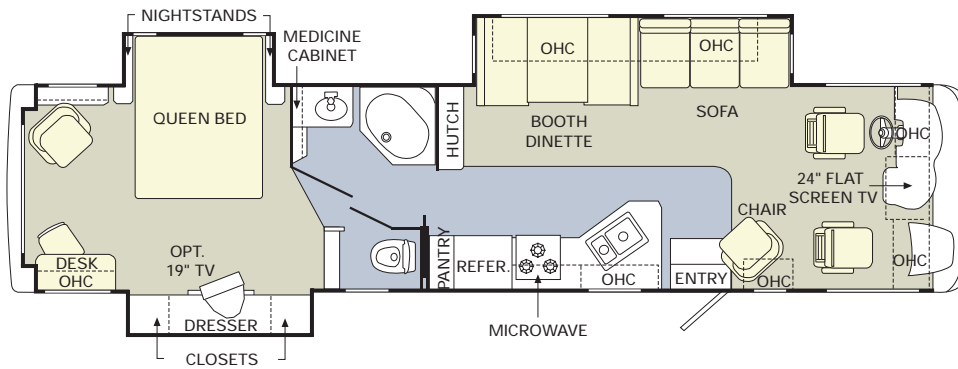 NIGHTSTANDS
MEDICINE
CABINET
OHC
OHC
QUEEN BED
HUTCH
BOOTH
DINETTE
SOFA
OHC
24" FLAT
SCREEN TV
CHAIR
OPT.
19" TV
DESK
OHC
PANTRY
REFER.
OHC
ENTRY
OHC
OHC
DRESSER
MICROWAVE
CLOSETS